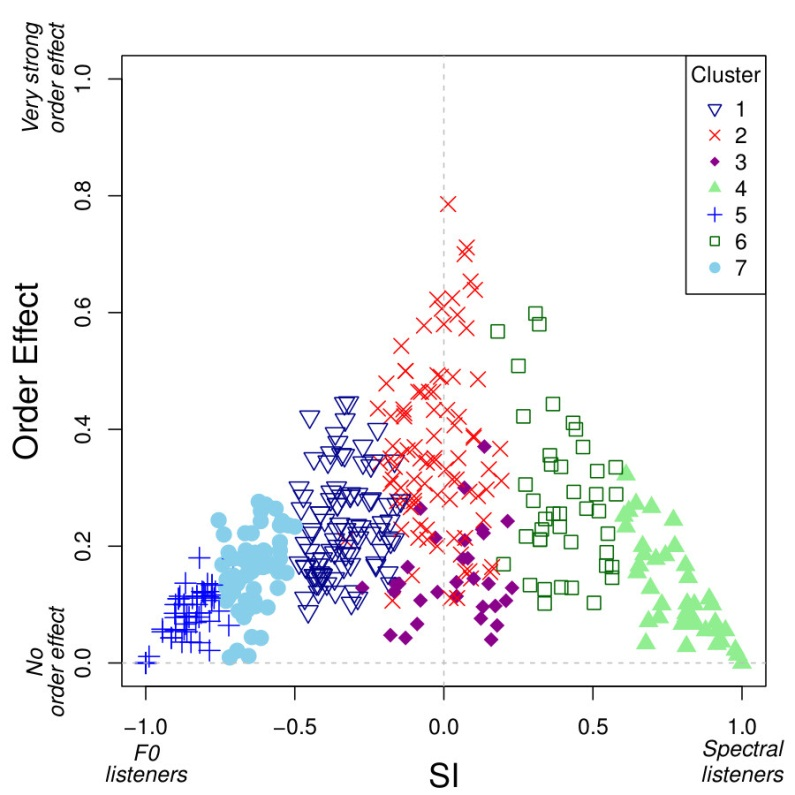 Very strong
order effect
Order Effect
No
order effect
1.0
0.8
0.6
0.4
0.2
0.0
Cluster
1
2
3
4
5
6
7
−1.0
−0.5
0.0
0.5
1.0
F0
listeners
SI
Spectral
listeners